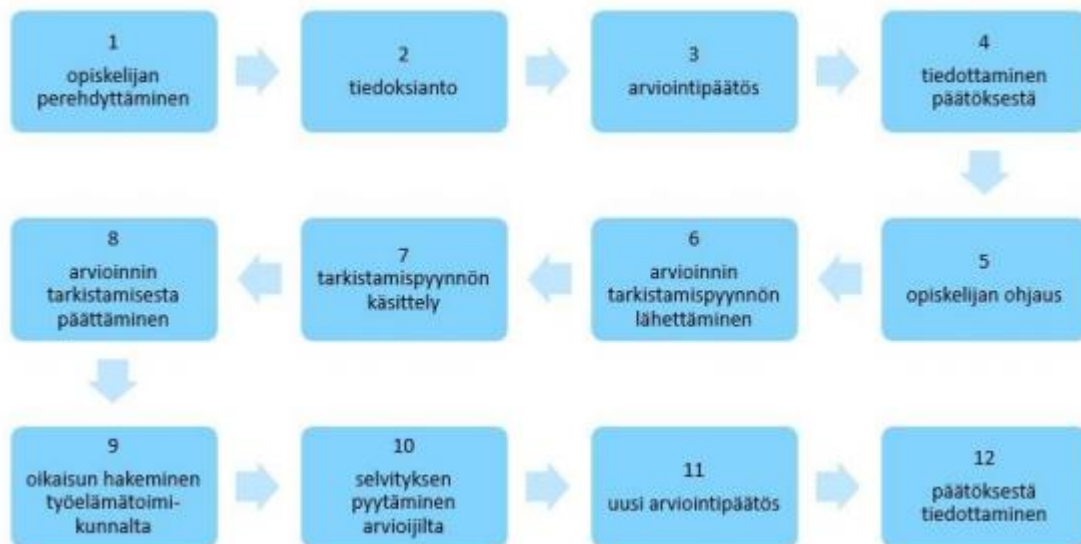 1
opiskelijan
perehdyttäminen
2
tiedoksianto
3
arviointipäätös
4
tiedottaminen
päätöksestä
5
opiskelijan ohjaus
6
arvioinnin
tarkistamispyynnön
lähettäminen
7
tarkistamispyynnön
käsittely
8
arvioinnin
tarkistamisesta
päättäminen
9
oikaisun hakeminen
työelämätoimi-
kunnalta
10
selvityksen
pyytäminen
arvioijilta
11
uusi arviointipäätös
12
päätöksestä
tiedottaminen